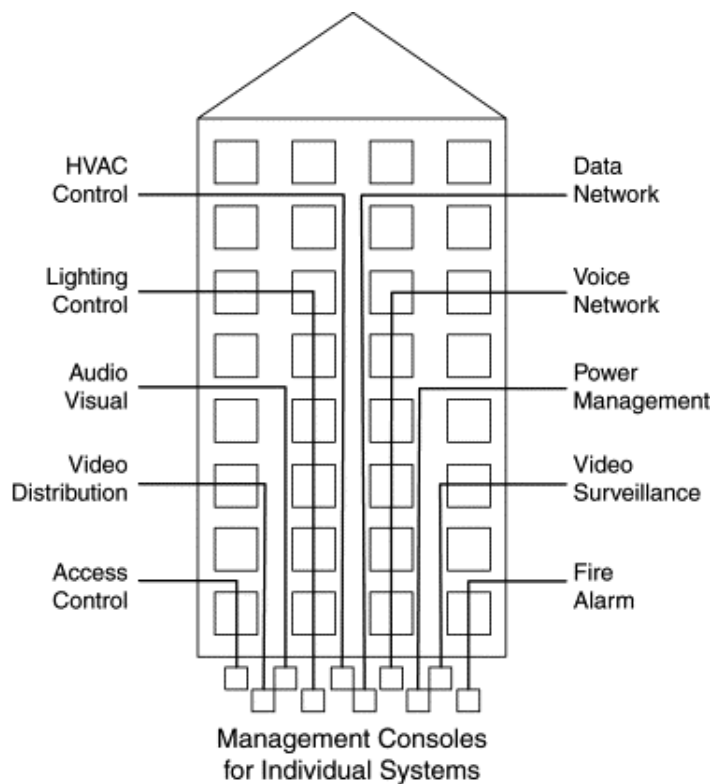 HVAC
Control
Lighting
Control
Audio
Visual
Video
Distribution
Access
Control
Data
Network
Voice
Network
Power
Management
Video
Surveillance
Fire
Alarm
Management Consoles
for Individual Systems